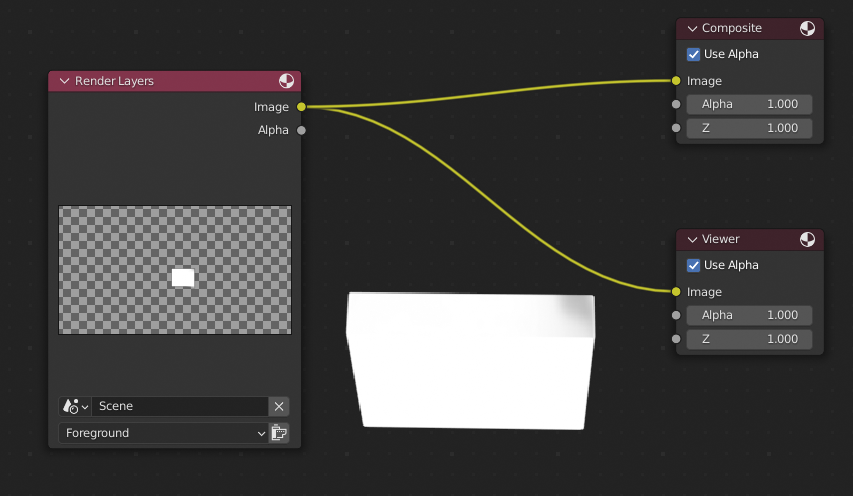 Render Layers
Image
Alpha
Scene
Foreground
Composite
Use Alpha
Image
Alpha 1.000
Z 1.000
Viewer
Use Alpha
Image
Alpha 1.000
Z 1.000